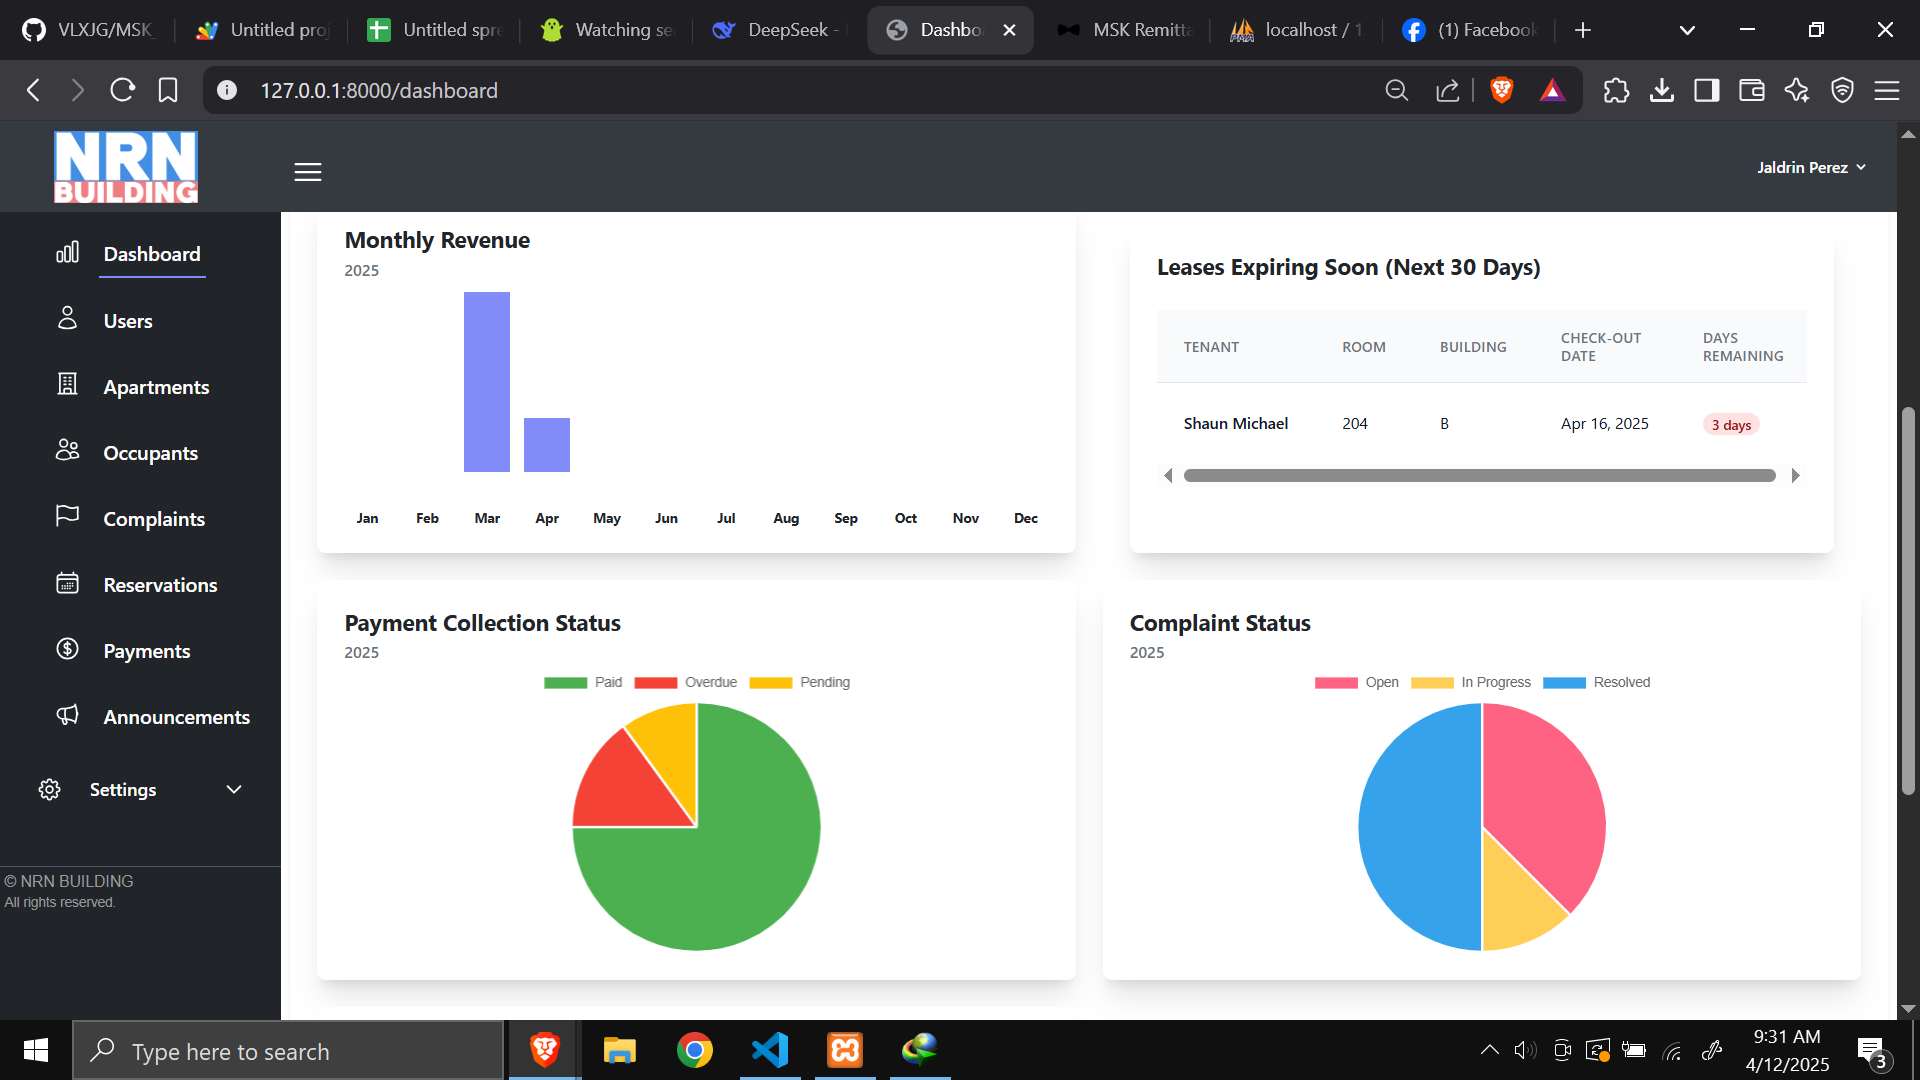 VLXJG/MSK_
Untitled proj
Untitled spre
Watching se
DeepSeek -
Dashbo
MSK Remitta
localhost / 1
(1) Facebook
127.0.0.1:8000/dashboard
NRN
BUILDING
Jaldrin Perez
Dashboard
Users
Apartments
Occupants
Complaints
Reservations
Payments
Announcements
Settings
© NRN BUILDING
All rights reserved.
Monthly Revenue
2025
Jan Feb Mar Apr May Jun Jul Aug Sep Oct Nov Dec
Leases Expiring Soon (Next 30 Days)
TENANT ROOM BUILDING CHECK-OUT DATE DAYS REMAINING
Shaun Michael 204 B Apr 16, 2025 3 days
Payment Collection Status
2025
Paid Overdue Pending
Complaint Status
2025
Open In Progress Resolved
Type here to search
9:31 AM
4/12/2025
3